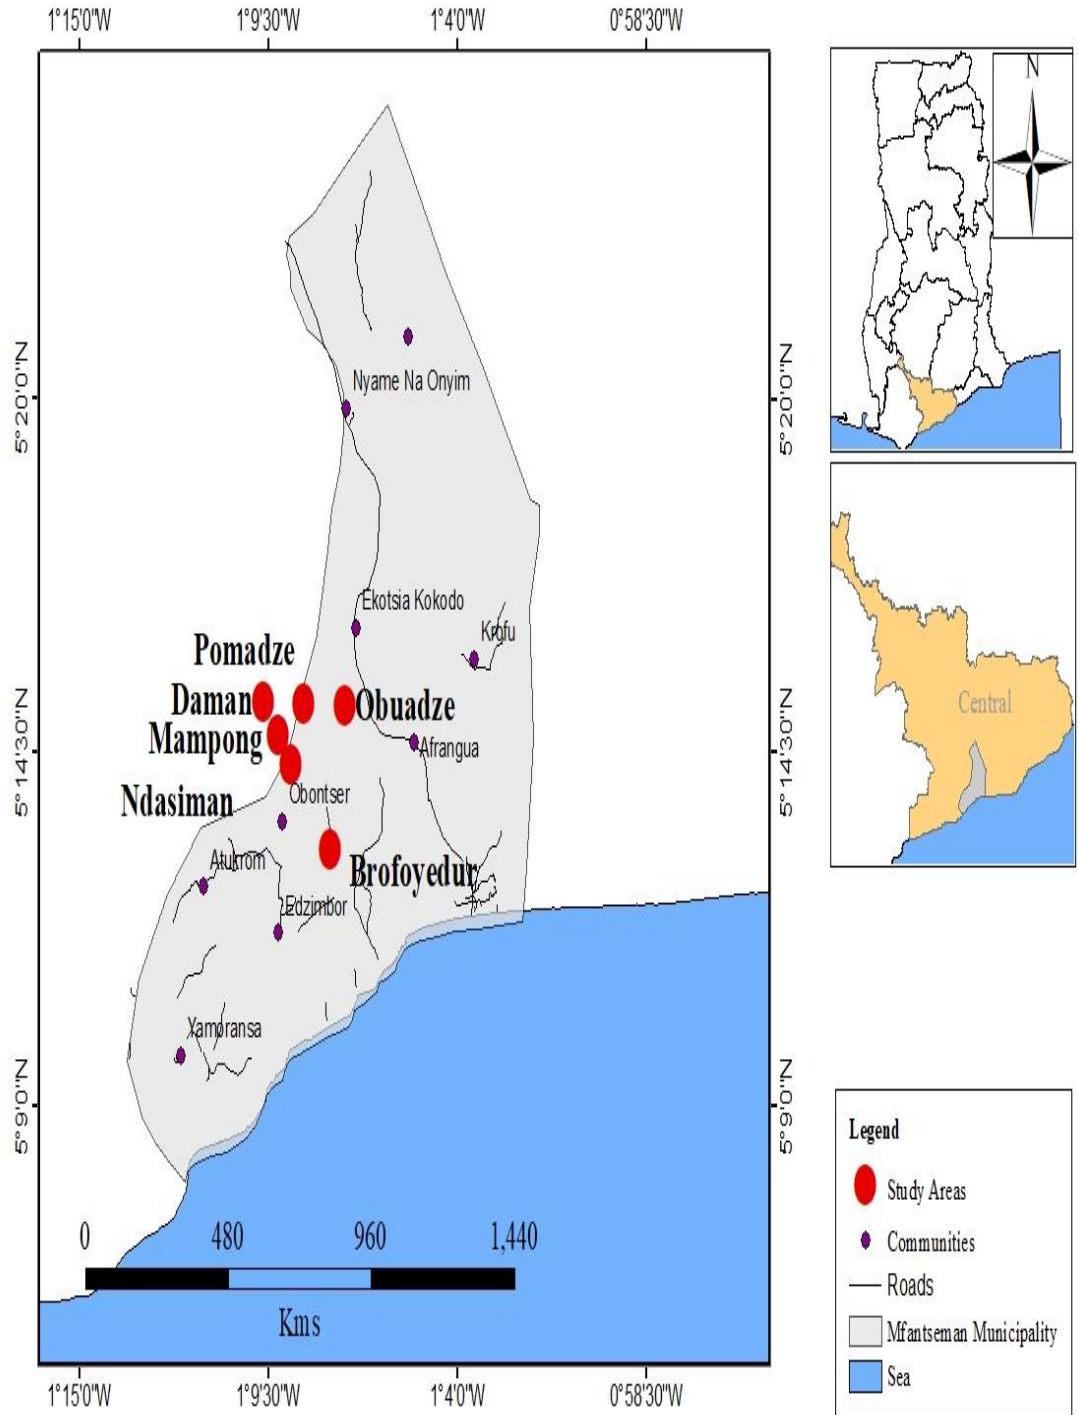 1°15'0"W 1°9'30"W 1°4'0"W 0°58'30"W
N
5°20'0"N
5°20'0"N
Nyame Na Onyim
Ekotsia Kokodo
Krofu
Pomadze
Daman
Obuadze
Mampong
Afrangua
5°14'30"N
5°14'30"N
Central
Ndasiman
Obontser
Atukrom
Brofoyedur
Edzimbor
Yamoransa
5°9'0"N
5°9'0"N
0 480 960 1,440
Kms
Legend
Study Areas
Communities
Roads
Mfantseman Municipality
Sea
1°15'0"W 1°9'30"W 1°4'0"W 0°58'30"W